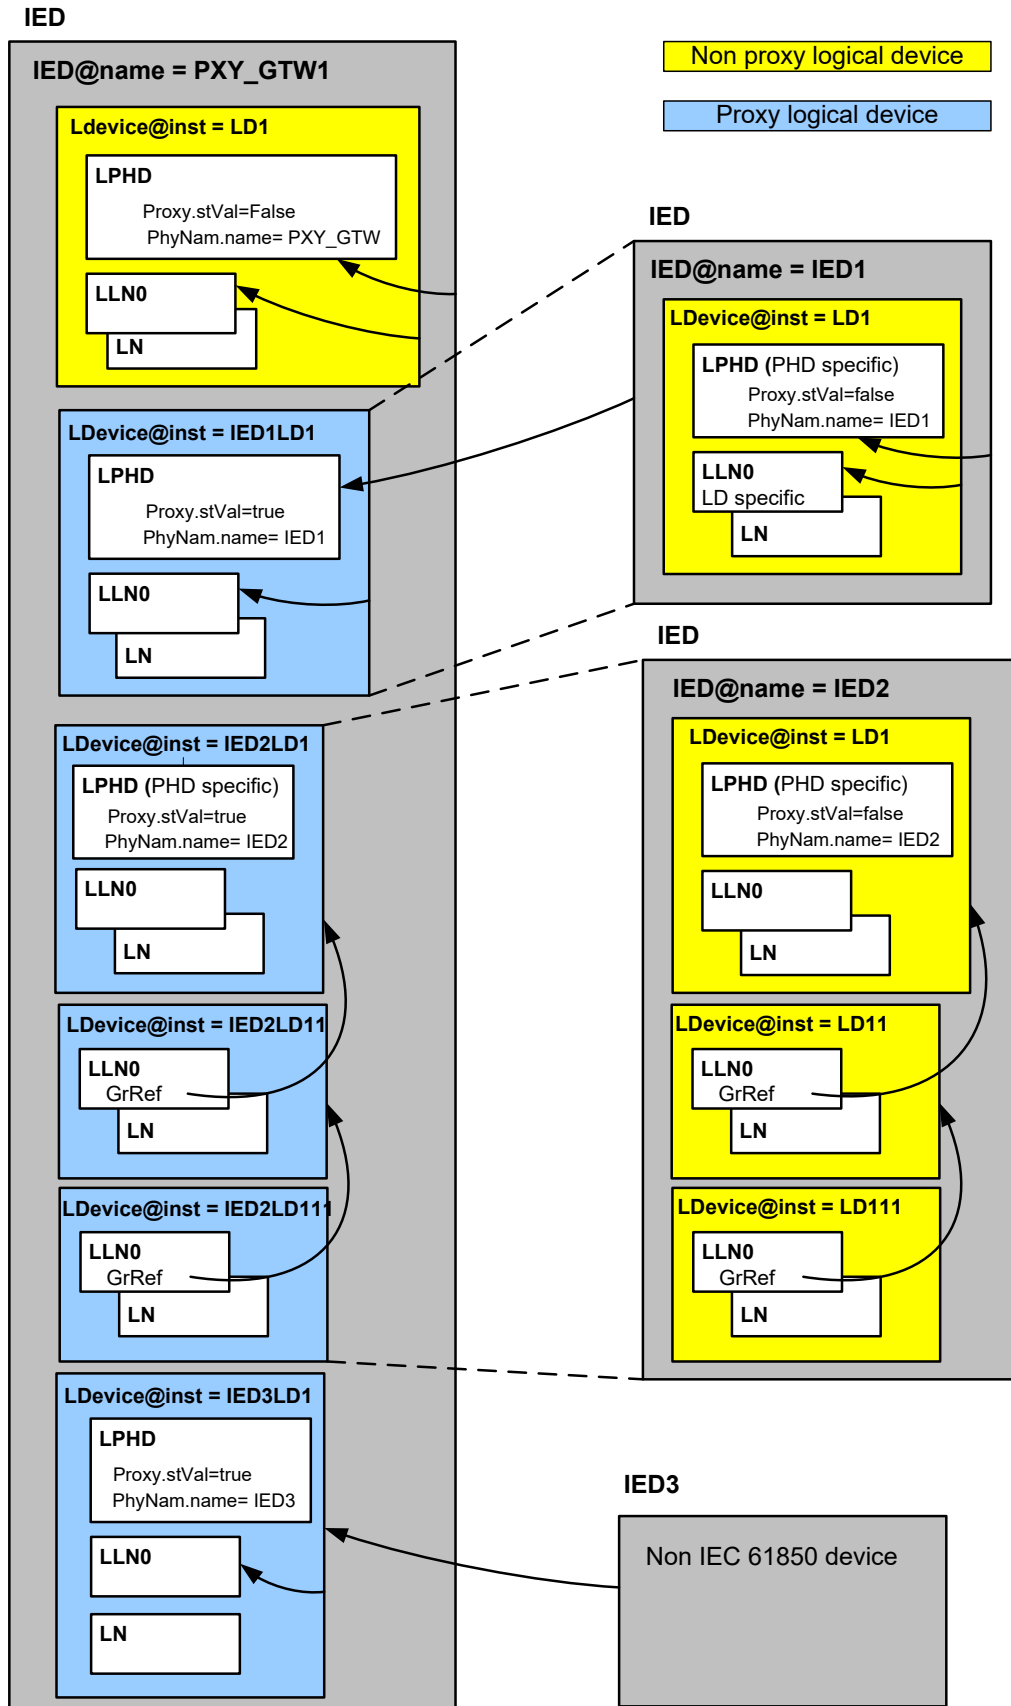 IED
IED@name = PXY_GTW1
Ldevice@inst = LD1
LPHD
Proxy.stVal=False
PhyNam.name= PXY_GTW
LLN0
LN
LDevice@inst = IED1LD1
LPHD
Proxy.stVal=true
PhyNam.name= IED1
LLN0
LN
LDevice@inst = IED2LD1
LPHD (PHD specific)
Proxy.stVal=true
PhyNam.name= IED2
LLN0
LN
LDevice@inst = IED2LD11
LLN0
GrRef
LN
LDevice@inst = IED2LD111
LLN0
GrRef
LN
LDevice@inst = IED3LD1
LPHD
Proxy.stVal=true
PhyNam.name= IED3
LLN0
LN
Non proxy logical device
Proxy logical device
IED
IED@name = IED1
LDevice@inst = LD1
LPHD (PHD specific)
Proxy.stVal=false
PhyNam.name= IED1
LLN0
LD specific
LN
IED
IED@name = IED2
LDevice@inst = LD1
LPHD (PHD specific)
Proxy.stVal=false
PhyNam.name= IED2
LLN0
LN
LDevice@inst = LD11
LLN0
GrRef
LN
LDevice@inst = LD111
LLN0
GrRef
LN
IED3
Non IEC 61850 device